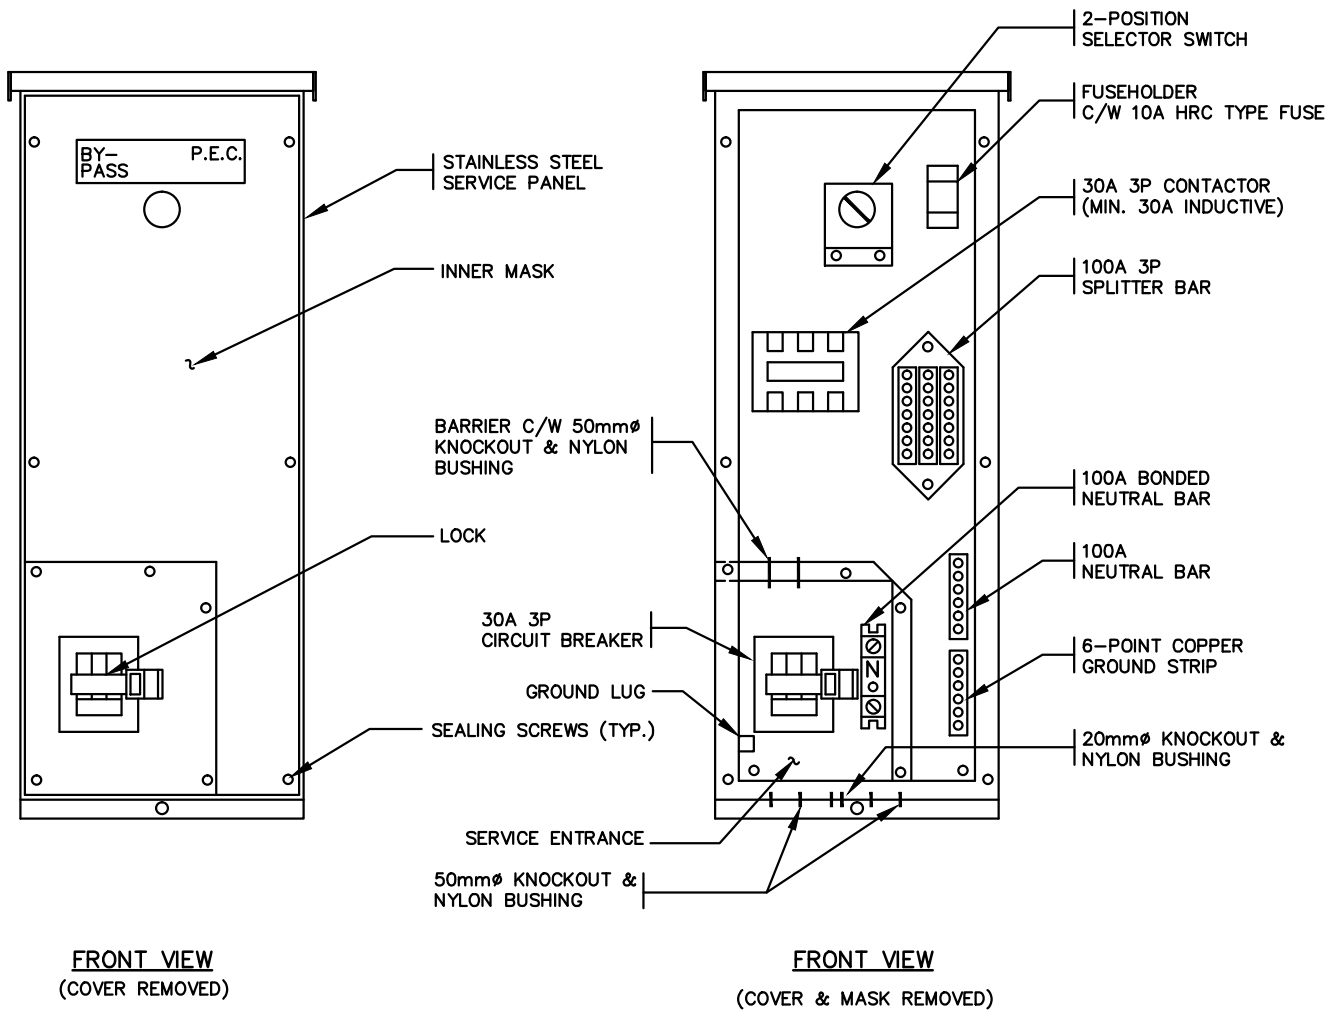 2-POSITION
SELECTOR SWITCH
FUSEHOLDER
C/W 10A HRC TYPE FUSE
BY-
PASS
P.E.C.
STAINLESS STEEL
SERVICE PANEL
30A 3P CONTACTOR
(MIN. 30A INDUCTIVE)
INNER MASK
100A 3P
SPLITTER BAR
BARRIER C/W 50mmø
KNOCKOUT & NYLON
BUSHING
100A BONDED
NEUTRAL BAR
LOCK
100A
NEUTRAL BAR
30A 3P
CIRCUIT BREAKER
6-POINT COPPER
GROUND STRIP
N
GROUND LUG
SEALING SCREWS (TYP.)
20mmø KNOCKOUT &
NYLON BUSHING
SERVICE ENTRANCE
50mmø KNOCKOUT &
NYLON BUSHING
FRONT VIEW
(COVER REMOVED)
FRONT VIEW
(COVER & MASK REMOVED)